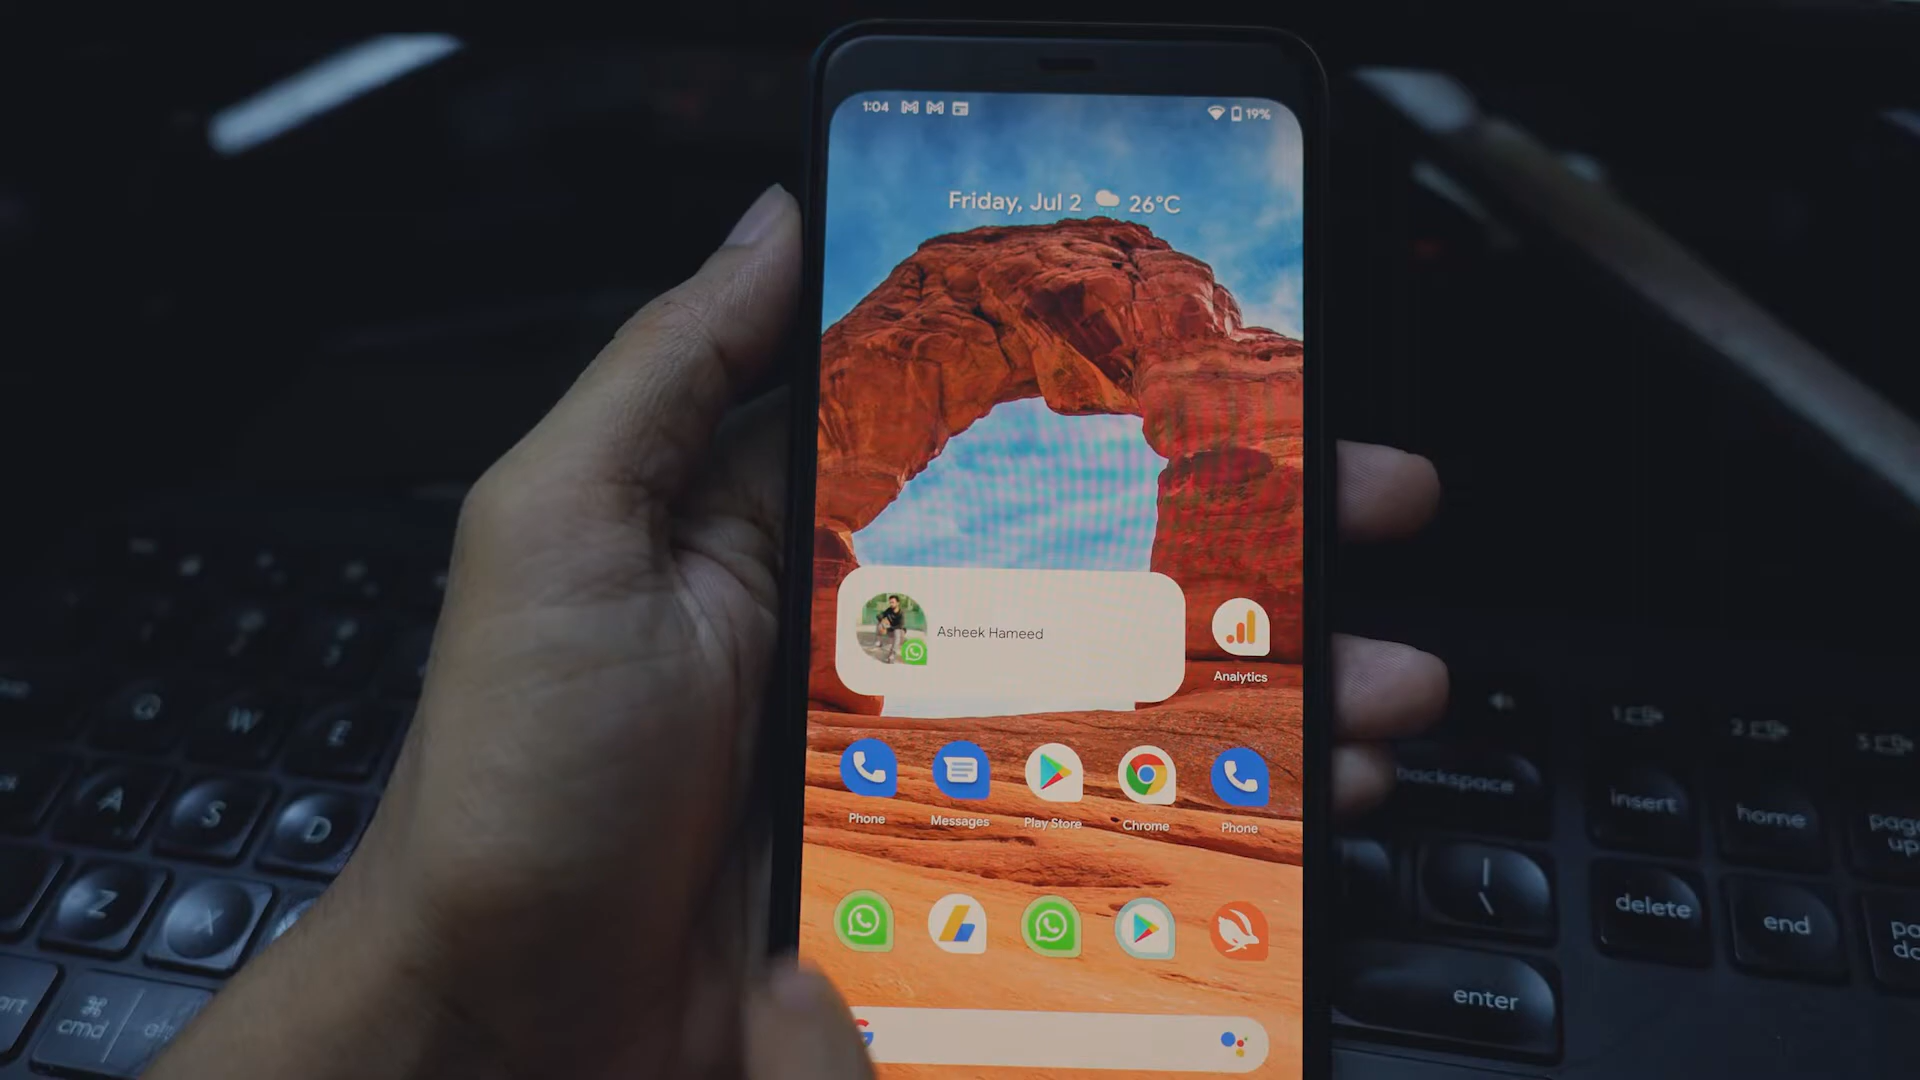 1:04
19%
Friday, Jul 2 26°C
Asheek Hameed
Analytics
Phone
Messages
Play Store
Chrome
Phone
Q
W
E
A
S
D
Z
X
cmd
backspace
insert
home
delete
end
enter